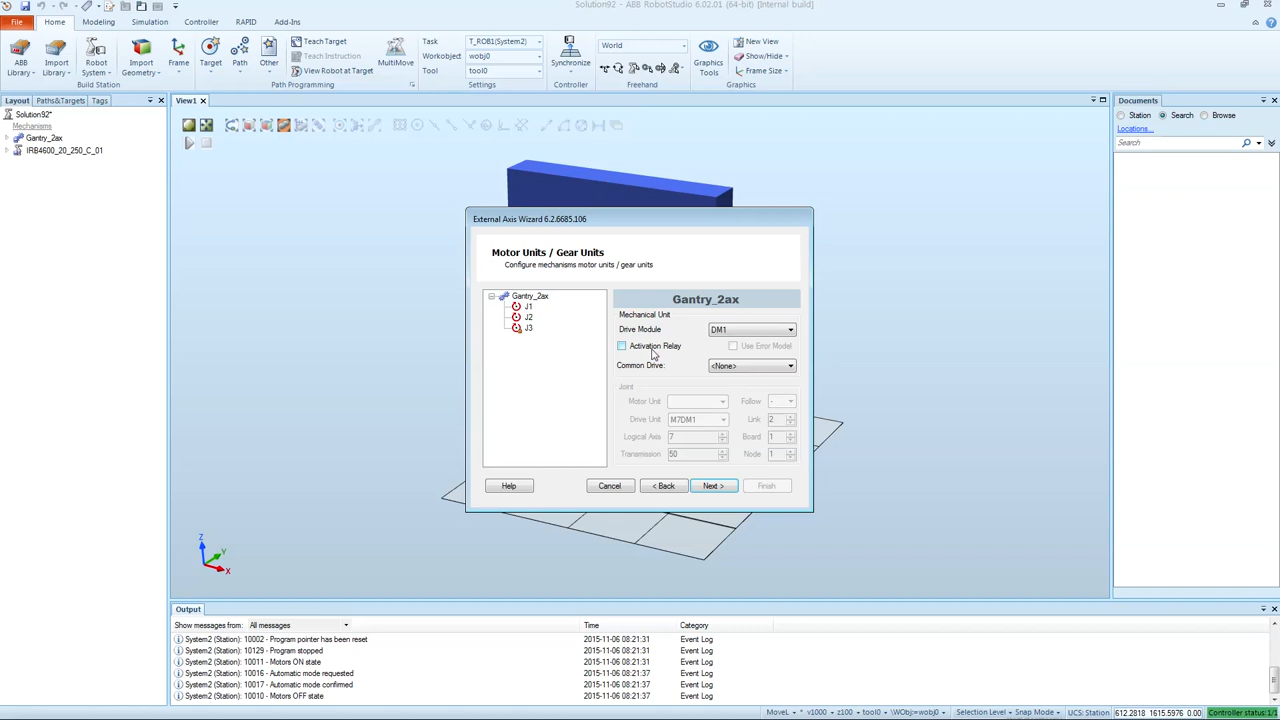 Solution92 - ABB RobotStudio 6.02.01 (64-bit) [Internal build]
File Home Modeling Simulation Controller RAPID Add-Ins
ABB Library
Import Library
Robot System
Import Geometry
Frame
Build Station
Target
Path
Other
Teach Target
Teach Instruction
View Robot at Target
Path Programming
MultiMove
Task T_ROB1(System2)
Workobject wobj0
Tool tool0
Settings
Synchronize
Controller
World
Freehand
Graphics Tools
New View
Show/Hide
Frame Size
Graphics
Layout Paths&Targets Tags
View1
Documents
Solution92*
Mechanisms
Gantry_2ax
IRB4600_20_250_C_01
Station Search Browse
Locations...
Search
External Axis Wizard 6.2.6685.106
Motor Units / Gear Units
Configure mechanisms motor units / gear units
Gantry_2ax
J1
J2
J3
Gantry_2ax
Mechanical Unit
Drive Module DM1
Activation Relay Use Error Model
Common Drive: <None>
Joint
Motor Unit Follow -
Drive Unit M7DM1 Link 2
Logical Axis 7 Board 1
Transmission 50 Node 1
Help Cancel < Back Next > Finish
Z
Y
X
Output
Show messages from: All messages Time Category
System2 (Station): 10002 - Program pointer has been reset 2015-11-06 08:21:31 Event Log
System2 (Station): 10129 - Program stopped 2015-11-06 08:21:31 Event Log
System2 (Station): 10011 - Motors ON state 2015-11-06 08:21:31 Event Log
System2 (Station): 10016 - Automatic mode requested 2015-11-06 08:21:37 Event Log
System2 (Station): 10017 - Automatic mode confirmed 2015-11-06 08:21:37 Event Log
System2 (Station): 10010 - Motors OFF state 2015-11-06 08:21:37 Event Log
MoveL v1000 z100 tool0 \WObj:=wobj0 Selection Level Snap Mode UCS: Station 612.2818 1615.5976 0.00 Controller status: 1/1